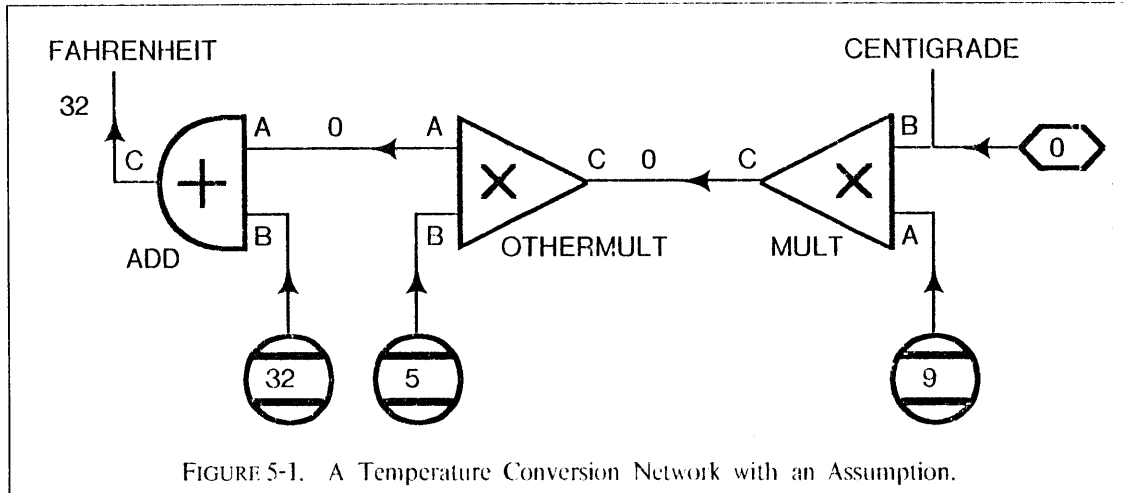 FAHRENHEIT
CENTIGRADE
32
A
0
A
B
0
C
C
0
C
+
×
×
B
B
A
ADD
OTHERMULT
MULT
32
5
9
FIGURE 5-1. A Temperature Conversion Network with an Assumption.